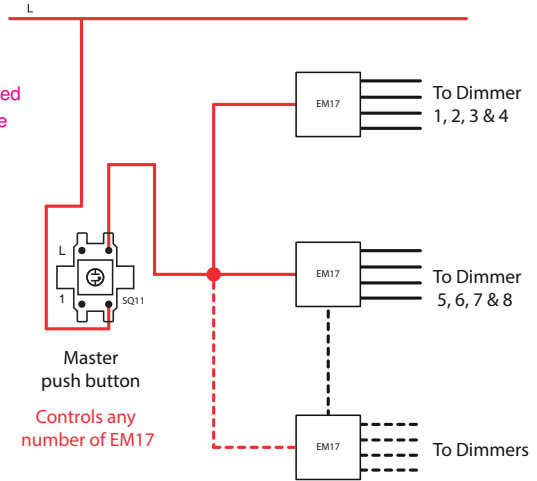 L
ed
e
EM17
To Dimmer
1, 2, 3 & 4
L
1
SQ11
EM17
To Dimmer
5, 6, 7 & 8
Master
push button
Controls any
number of EM17
EM17
To Dimmers